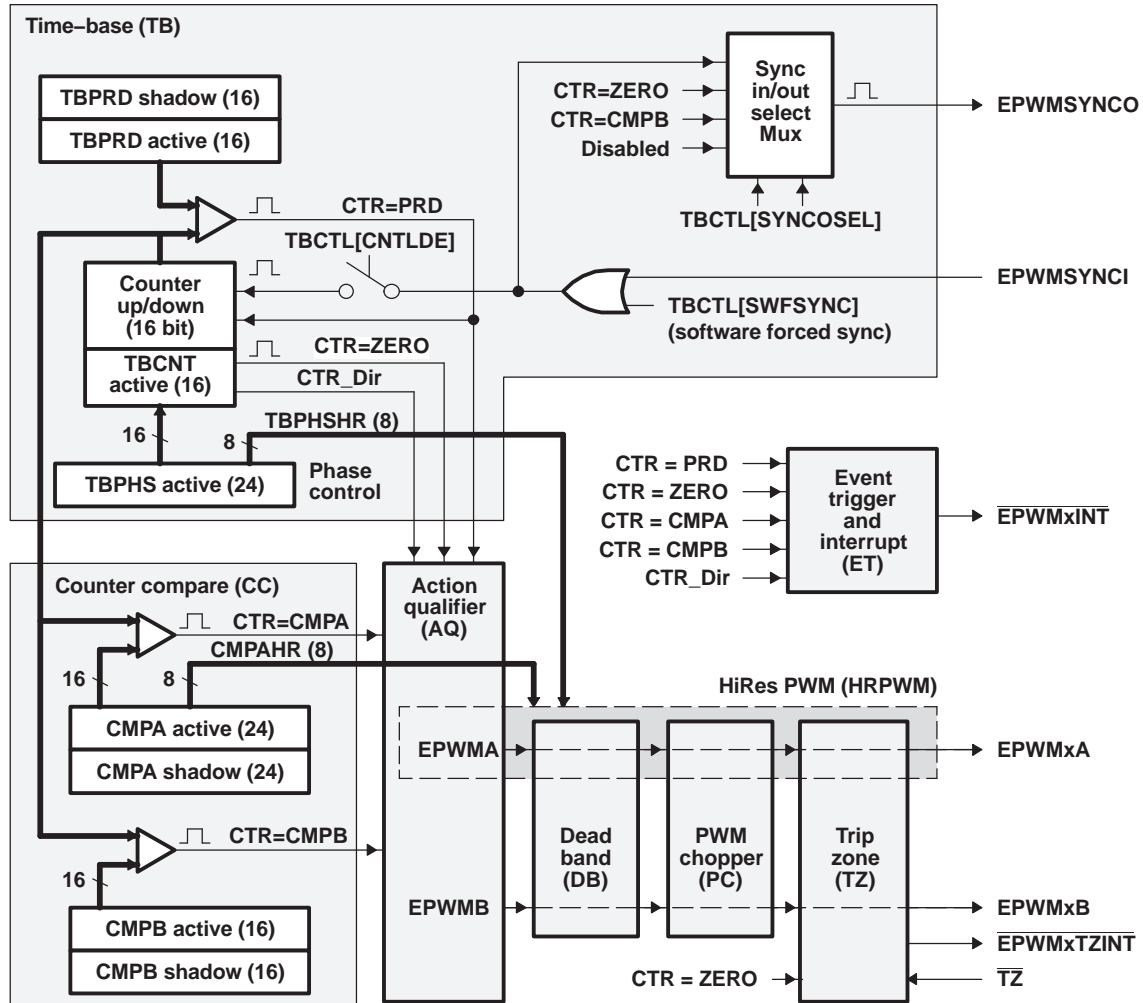 Time−base (TB)
TBPRD shadow (16)
TBPRD active (16)
CTR=ZERO
CTR=CMPB
Disabled
Sync
in/out
select
Mux
EPWMSYNCO
TBCTL[SYNCOSEL]
CTR=PRD
TBCTL[CNTLDE]
Counter
up/down
(16 bit)
TBCNT
active (16)
EPWMSYNCI
TBCTL[SWFSYNC]
(software forced sync)
CTR=ZERO
CTR_Dir
16
8
TBPHSHR (8)
TBPHS active (24)
Phase
control
CTR = PRD
CTR = ZERO
CTR = CMPA
CTR = CMPB
CTR_Dir
Event
trigger
and
interrupt
(ET)
EPWMxINT
Counter compare (CC)
CTR=CMPA
Action
qualifier
(AQ)
16
8
CMPAHR (8)
CMPA active (24)
CMPA shadow (24)
HiRes PWM (HRPWM)
EPWMA
EPWMxA
CTR=CMPB
16
CMPB active (16)
CMPB shadow (16)
EPWMB
Dead
band
(DB)
PWM
chopper
(PC)
Trip
zone
(TZ)
EPWMxB
EPWMxTZINT
CTR = ZERO
TZ